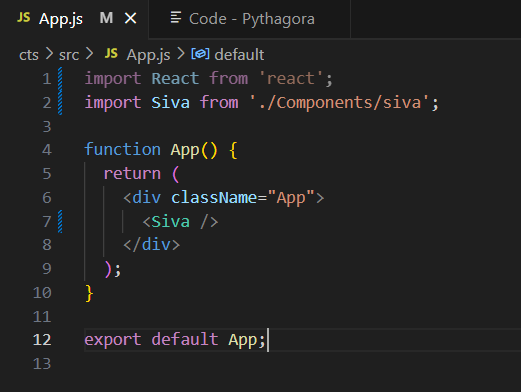 JS App.js M ×
Code - Pythagora
cts > src > JS App.js > default
1 import React from 'react';
2 import Siva from './Components/siva';
3
4 function App() {
5 return (
6 <div className="App">
7 <Siva />
8 </div>
9 );
10 }
11
12 export default App;
13